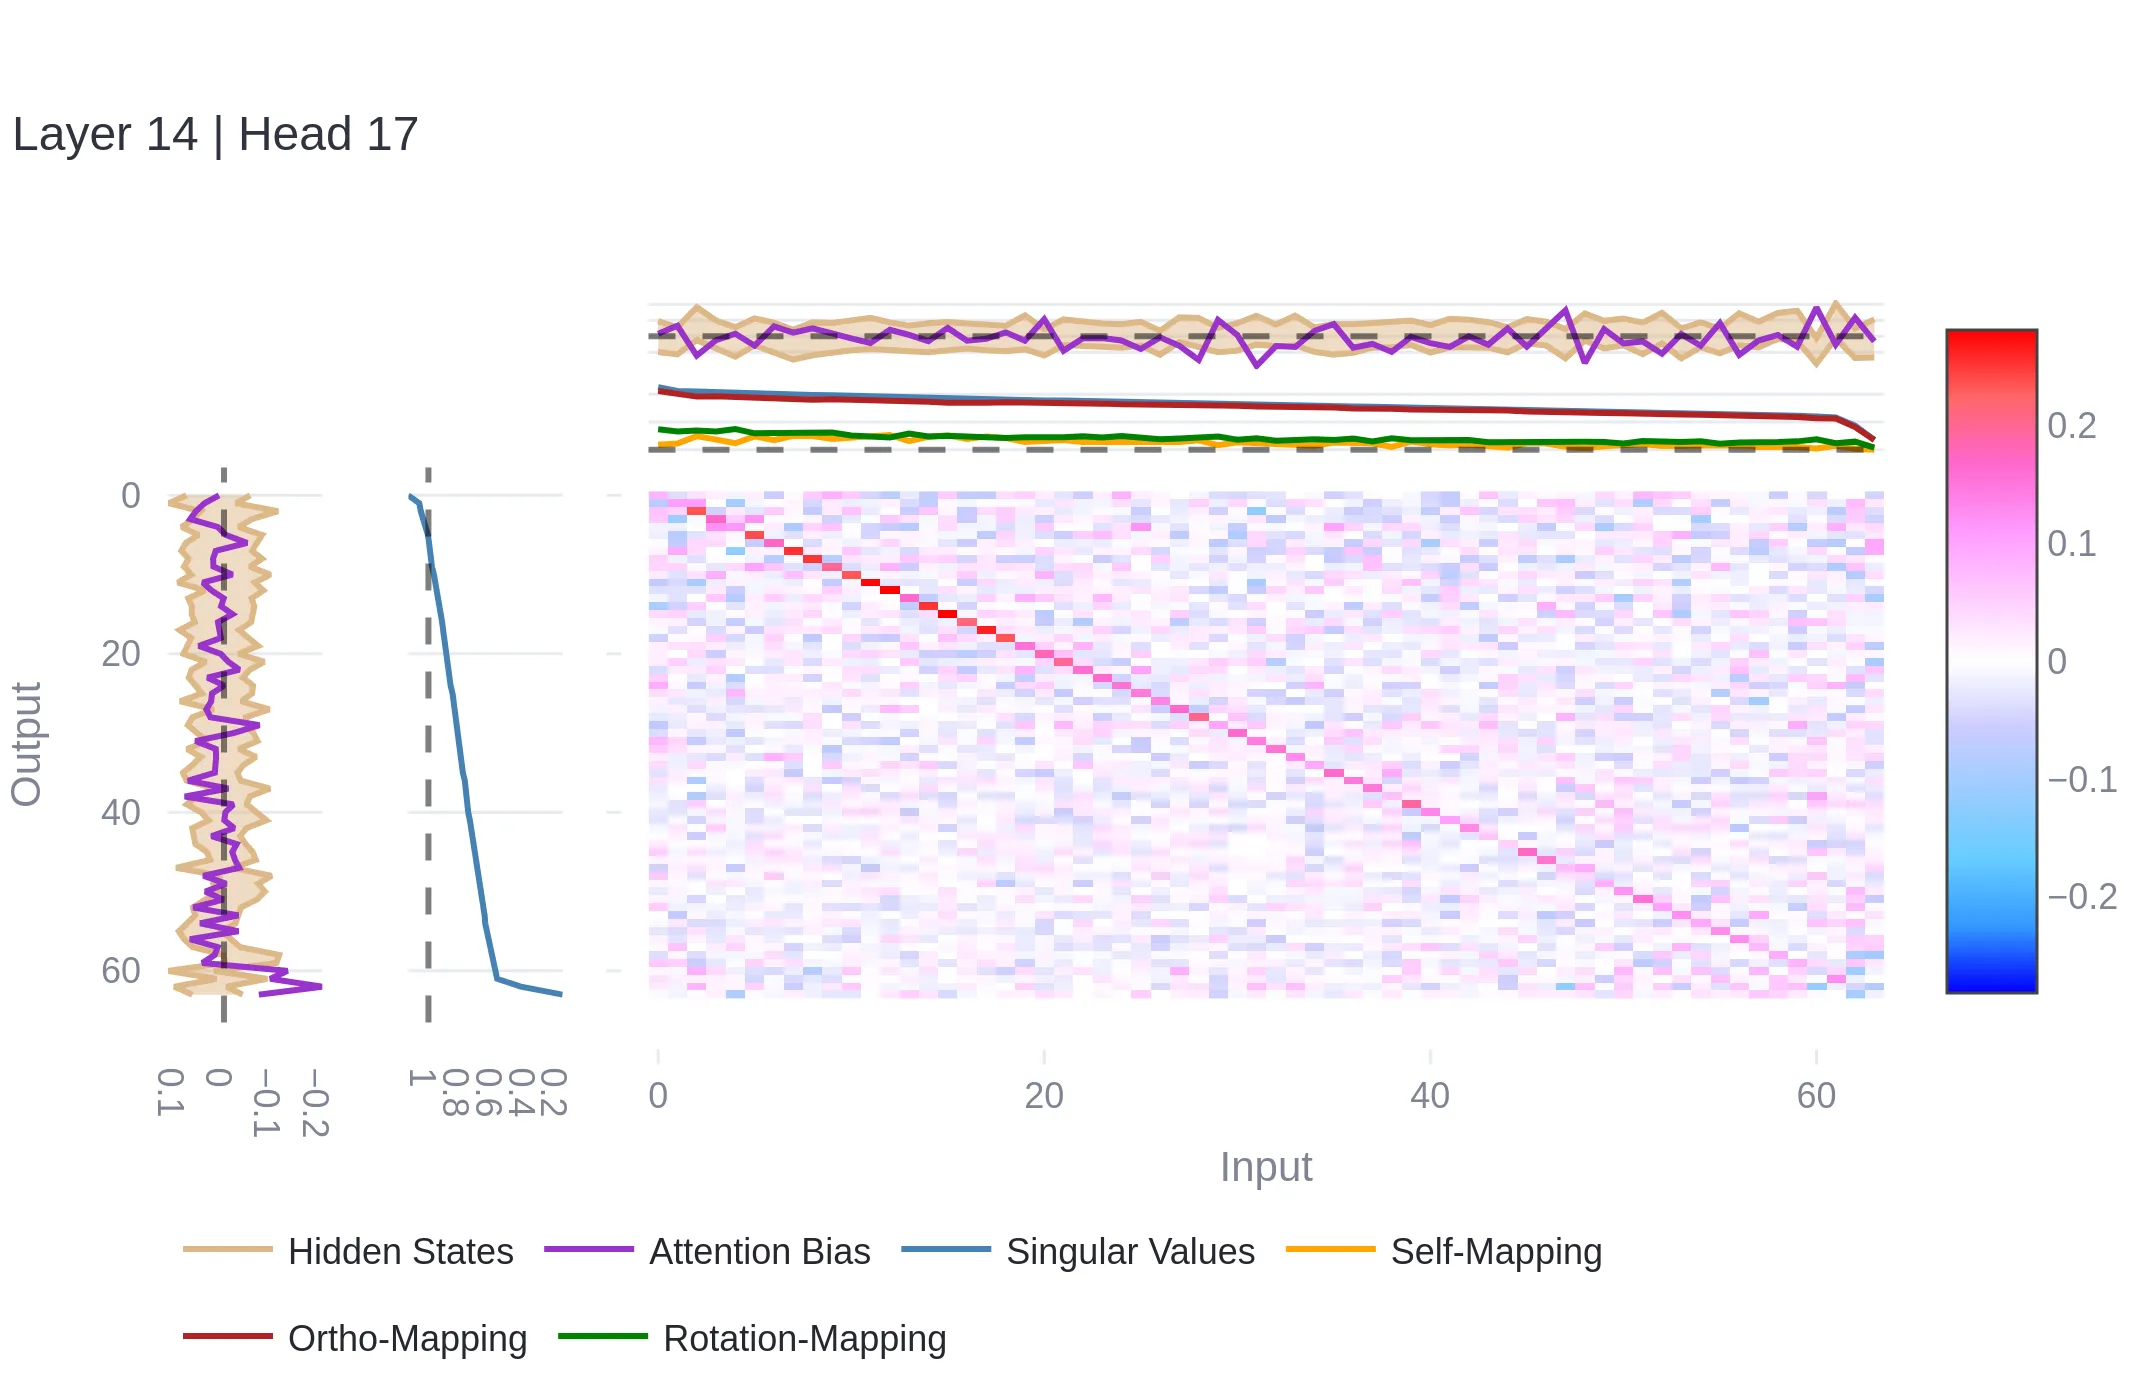 Layer 14 | Head 17
0
20
40
60
Output
0.1
0
−0.1
−0.2
1
0.8
0.6
0.4
0.2
0
20
40
60
Input
0.2
0.1
0
−0.1
−0.2
Hidden States
Attention Bias
Singular Values
Self-Mapping
Ortho-Mapping
Rotation-Mapping